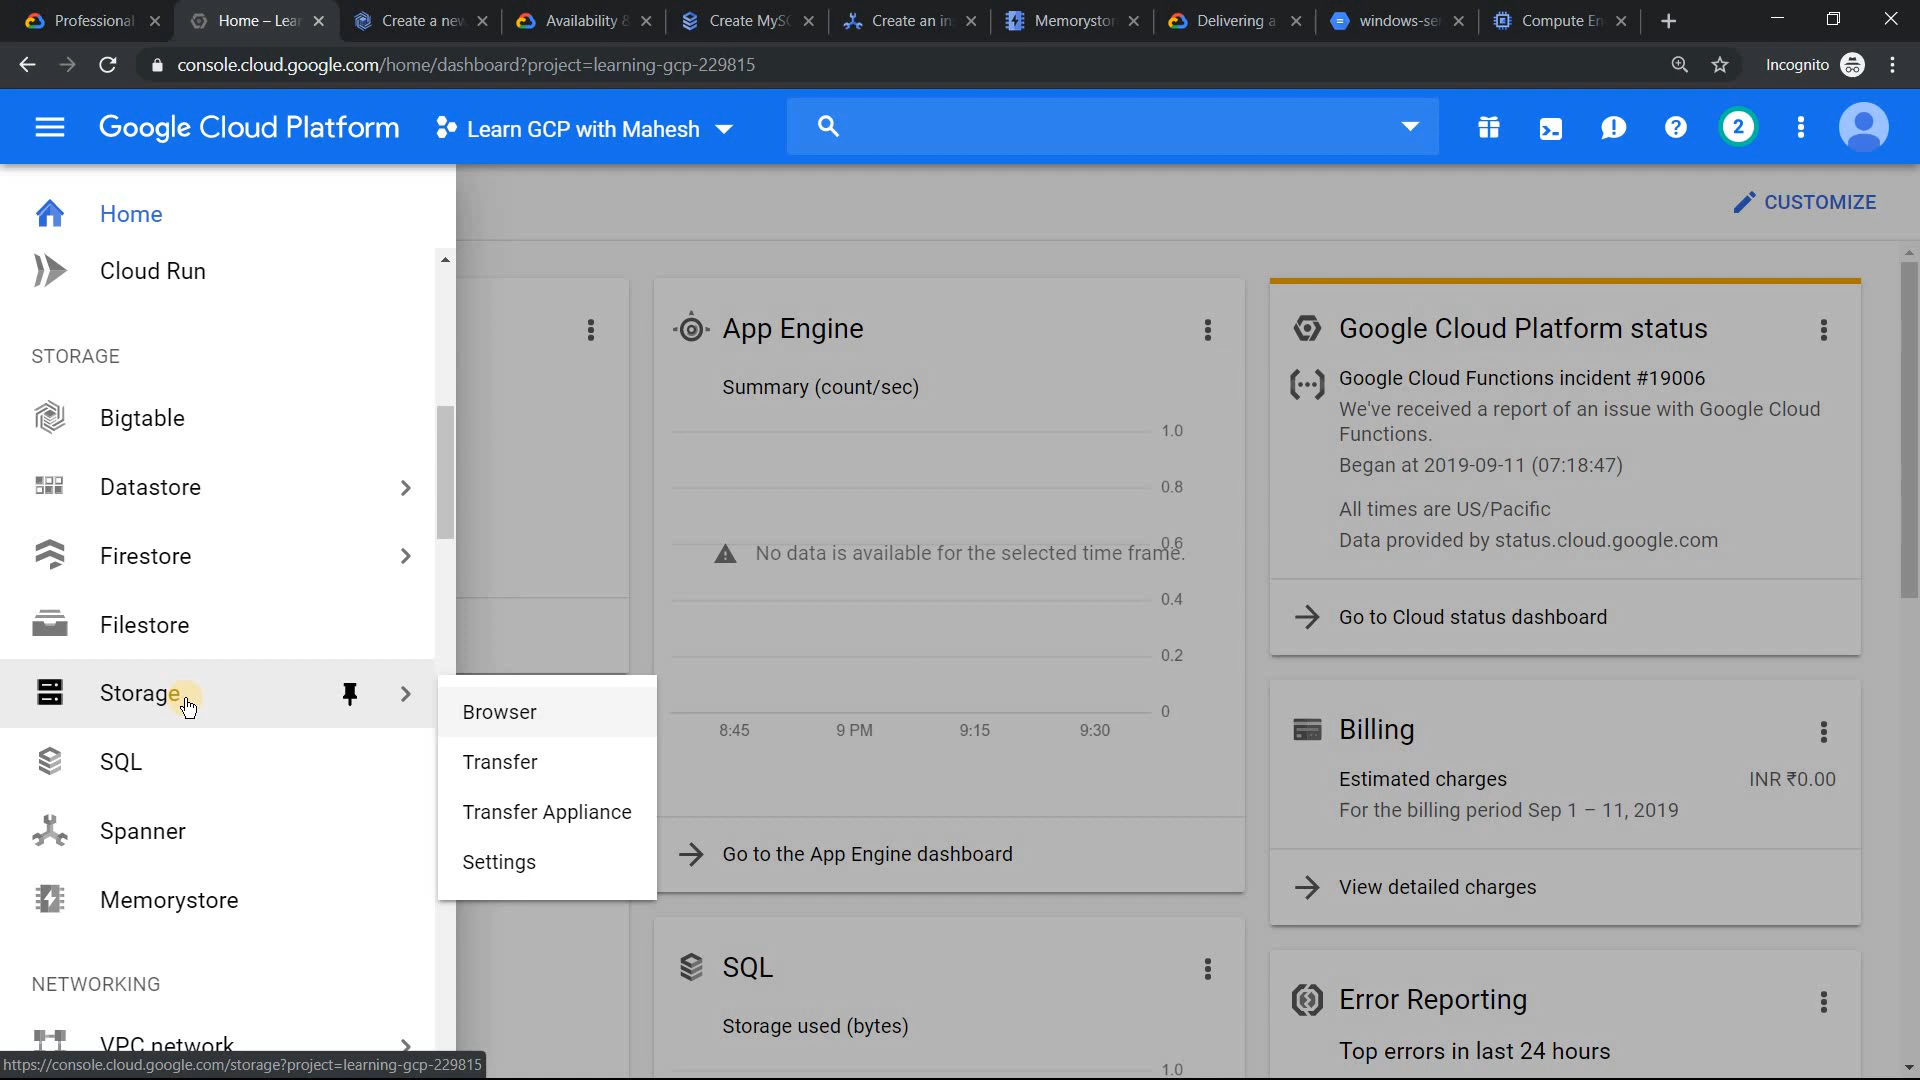 Professional
Home – Lea
Create a new
Availability &
Create MySQ
Create an in
Memorystor
Delivering a
windows-se
Compute En
console.cloud.google.com/home/dashboard?project=learning-gcp-229815
Incognito
Google Cloud Platform
Learn GCP with Mahesh
2
Home
CUSTOMIZE
Cloud Run
STORAGE
Bigtable
Datastore
Firestore
Filestore
Storage
SQL
Spanner
Memorystore
NETWORKING
VPC network
Browser
Transfer
Transfer Appliance
Settings
App Engine
Summary (count/sec)
1.0
0.8
0.6
No data is available for the selected time frame.
0.4
0.2
0
8:45 9 PM 9:15 9:30
Go to the App Engine dashboard
SQL
Storage used (bytes)
1.0
Google Cloud Platform status
Google Cloud Functions incident #19006
We've received a report of an issue with Google Cloud
Functions.
Began at 2019-09-11 (07:18:47)
All times are US/Pacific
Data provided by status.cloud.google.com
Go to Cloud status dashboard
Billing
Estimated charges INR ₹0.00
For the billing period Sep 1 – 11, 2019
View detailed charges
Error Reporting
Top errors in last 24 hours
https://console.cloud.google.com/storage?project=learning-gcp-229815